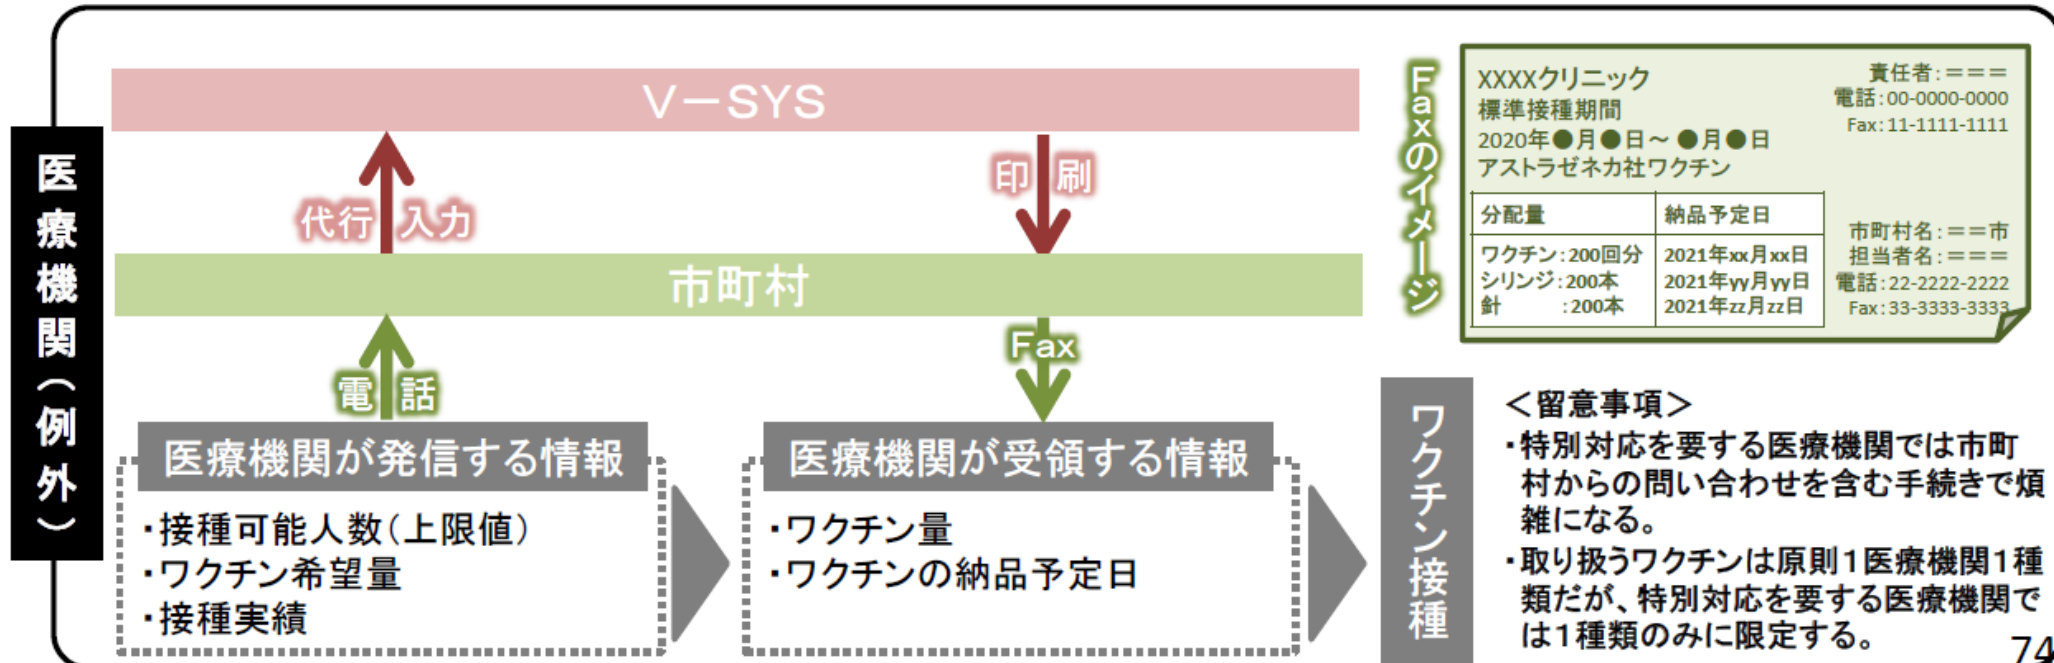 医療機関（例外）
V－SYS
代行入力
印刷
市町村
電話
Fax
医療機関が発信する情報
・接種可能人数（上限値）
・ワクチン希望量
・接種実績
医療機関が受領する情報
・ワクチン量
・ワクチンの納品予定日
ワクチン接種
Faxのイメージ
XXXXクリニック
標準接種期間
2020年●月●日～ ●月●日
アストラゼネカ社ワクチン
責任者：＝＝＝
電話：00-0000-0000
Fax：11-1111-1111
分配量 納品予定日
ワクチン：200回分 2021年xx月xx日
シリンジ：200本 2021年yy月yy日
針 ：200本 2021年zz月zz日
市町村名：＝＝市
担当者名：＝＝＝
電話：22-2222-2222
Fax：33-3333-3333
＜留意事項＞
・特別対応を要する医療機関では市町
村からの問い合わせを含む手続きで煩
雑になる。
・取り扱うワクチンは原則1医療機関1種
類だが、特別対応を要する医療機関で
は1種類のみに限定する。
74